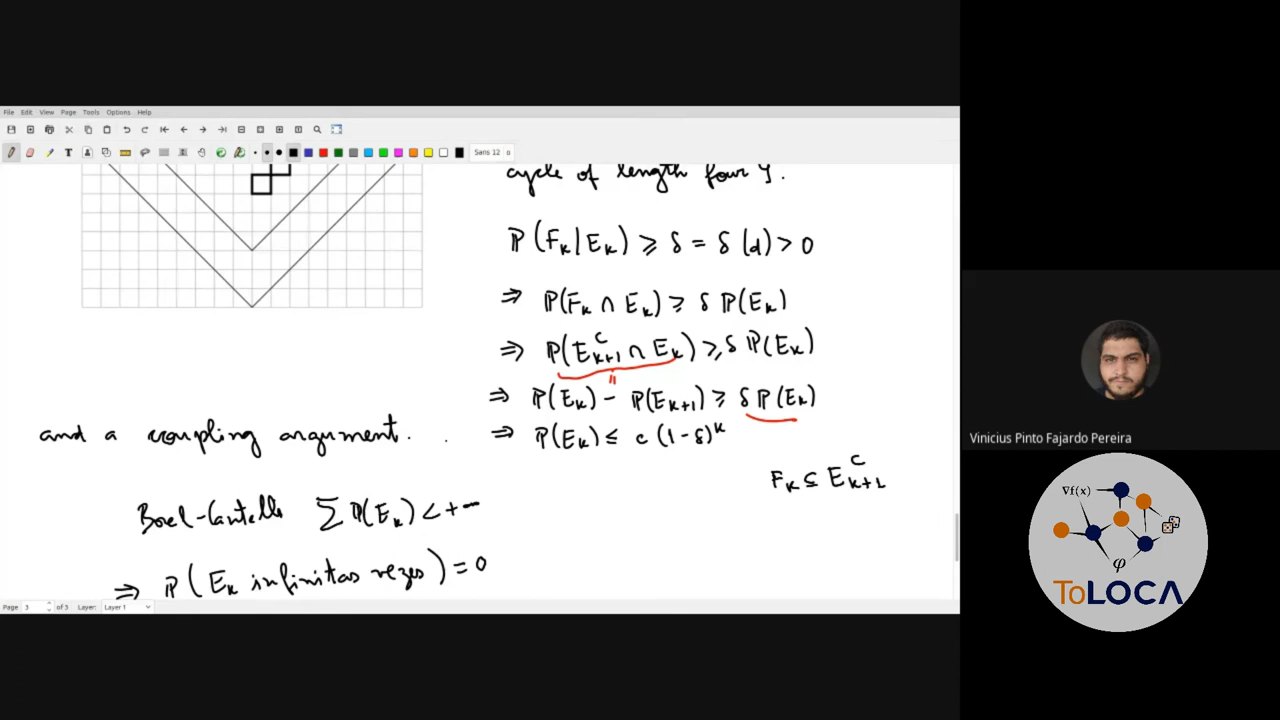 File Edit View Page Tools Options Help
Sans 12
cycle of length four }.
ℙ(F_k | E_k) ⩾ δ = δ(d) > 0
⇒ ℙ(F_k ∩ E_k) ⩾ δ ℙ(E_k)
⇒ ℙ(E_{k+1}^c ∩ E_k) ⩾ δ ℙ(E_k)
"
⇒ ℙ(E_k) − ℙ(E_{k+1}) ⩾ δ ℙ(E_k)
and a coupling argument.
⇒ ℙ(E_k) ≤ c (1-δ)^k
F_k ⊆ E_{k+1}^c
Borel-Cantelli Σ ℙ(E_k) < +∞
⇒ ℙ(E_k infinitas vezes) = 0
Page 3 of 3 Layer: Layer 1
Vinicius Pinto Fajardo Pereira
∇f(x)
φ
ToLOCA